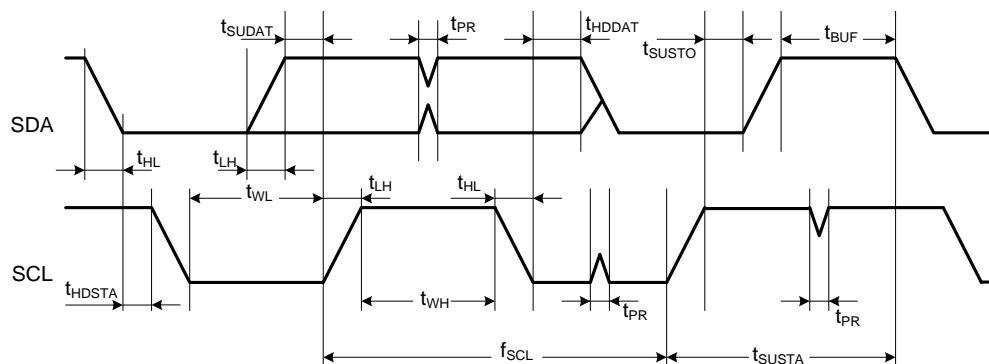 tSUDAT
tPR
tHDDAT
tSUSTO
tBUF
SDA
tHL
tLH
tWL
tLH
tHL
SCL
tHDSTA
tWH
tPR
tPR
fSCL
tSUSTA